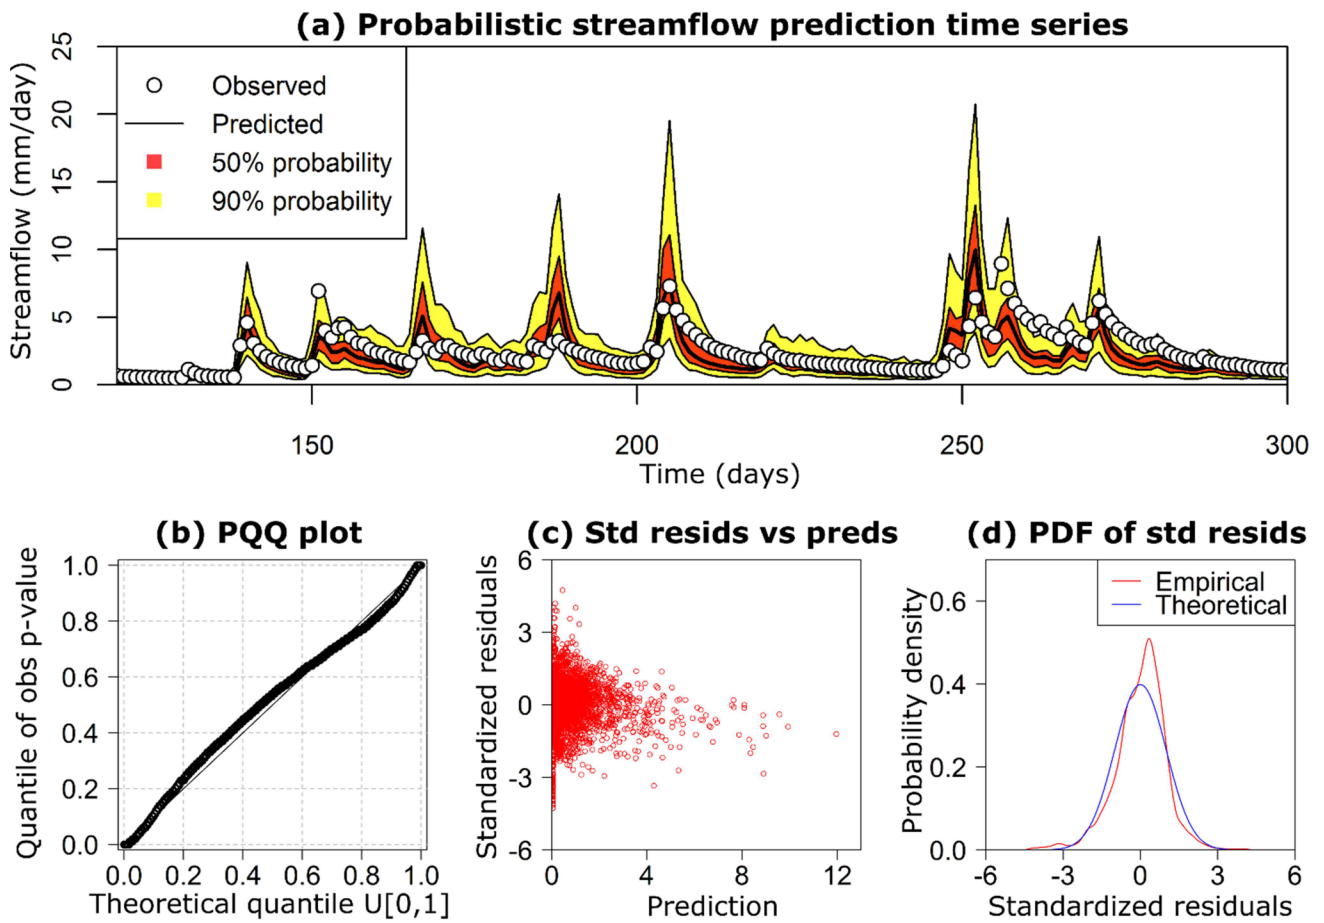 (a) Probabilistic streamflow prediction time series
Streamflow (mm/day)
25
20
15
10
5
0
Observed
Predicted
50% probability
90% probability
150
200
250
300
Time (days)
(b) PQQ plot
Quantile of obs p-value
1.0
0.8
0.6
0.4
0.2
0.0
0.0
0.2
0.4
0.6
0.8
1.0
Theoretical quantile U[0,1]
(c) Std resids vs preds
Standardized residuals
6
3
0
-3
-6
0
4
8
12
Prediction
(d) PDF of std resids
Probability density
0.6
0.4
0.2
0.0
Empirical
Theoretical
-6
-3
0
3
6
Standardized residuals